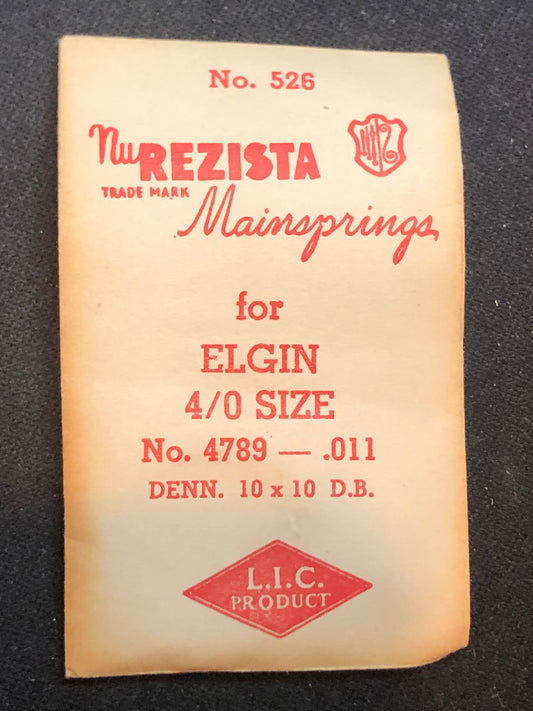 No. 526
nuREZISTA
TRADE MARK
Mainsprings
for
ELGIN
4/0 SIZE
No. 4789 — .011
DENN. 10 x 10 D.B.
L.I.C.
PRODUCT